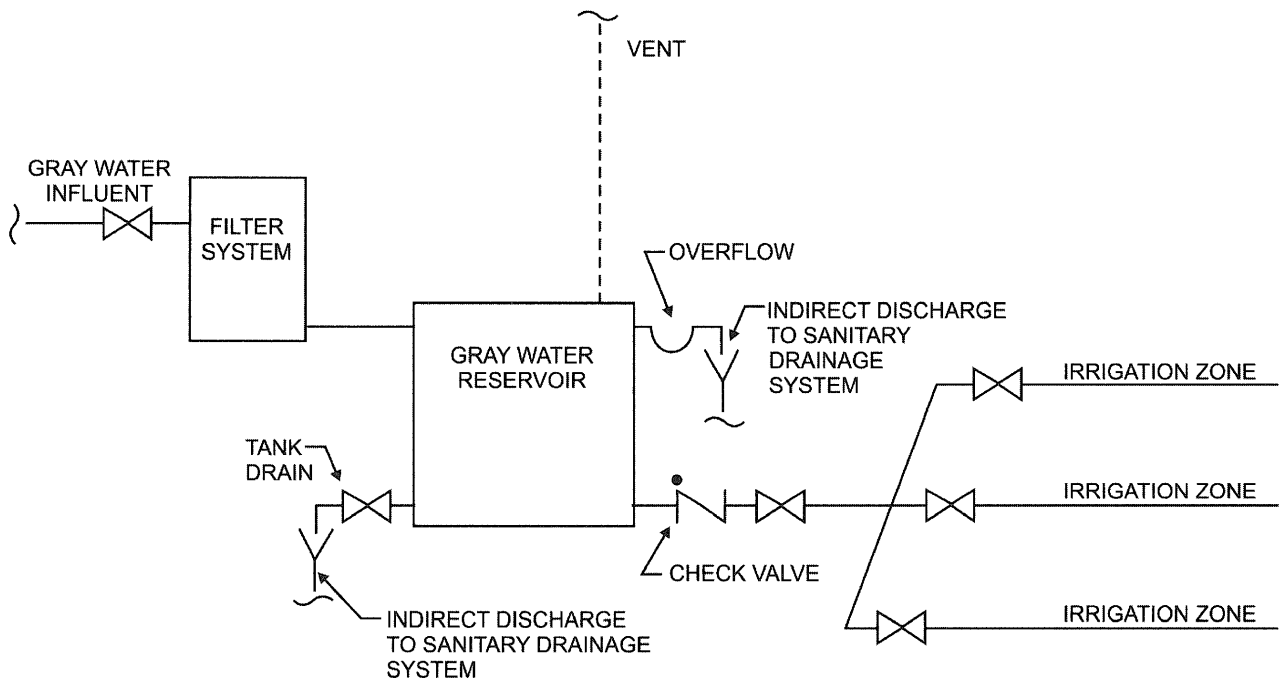 VENT
GRAY WATER
INFLUENT
FILTER
SYSTEM
OVERFLOW
INDIRECT DISCHARGE
TO SANITARY
DRAINAGE
SYSTEM
GRAY WATER
RESERVOIR
IRRIGATION ZONE
TANK
DRAIN
IRRIGATION ZONE
CHECK VALVE
IRRIGATION ZONE
INDIRECT DISCHARGE
TO SANITARY DRAINAGE
SYSTEM